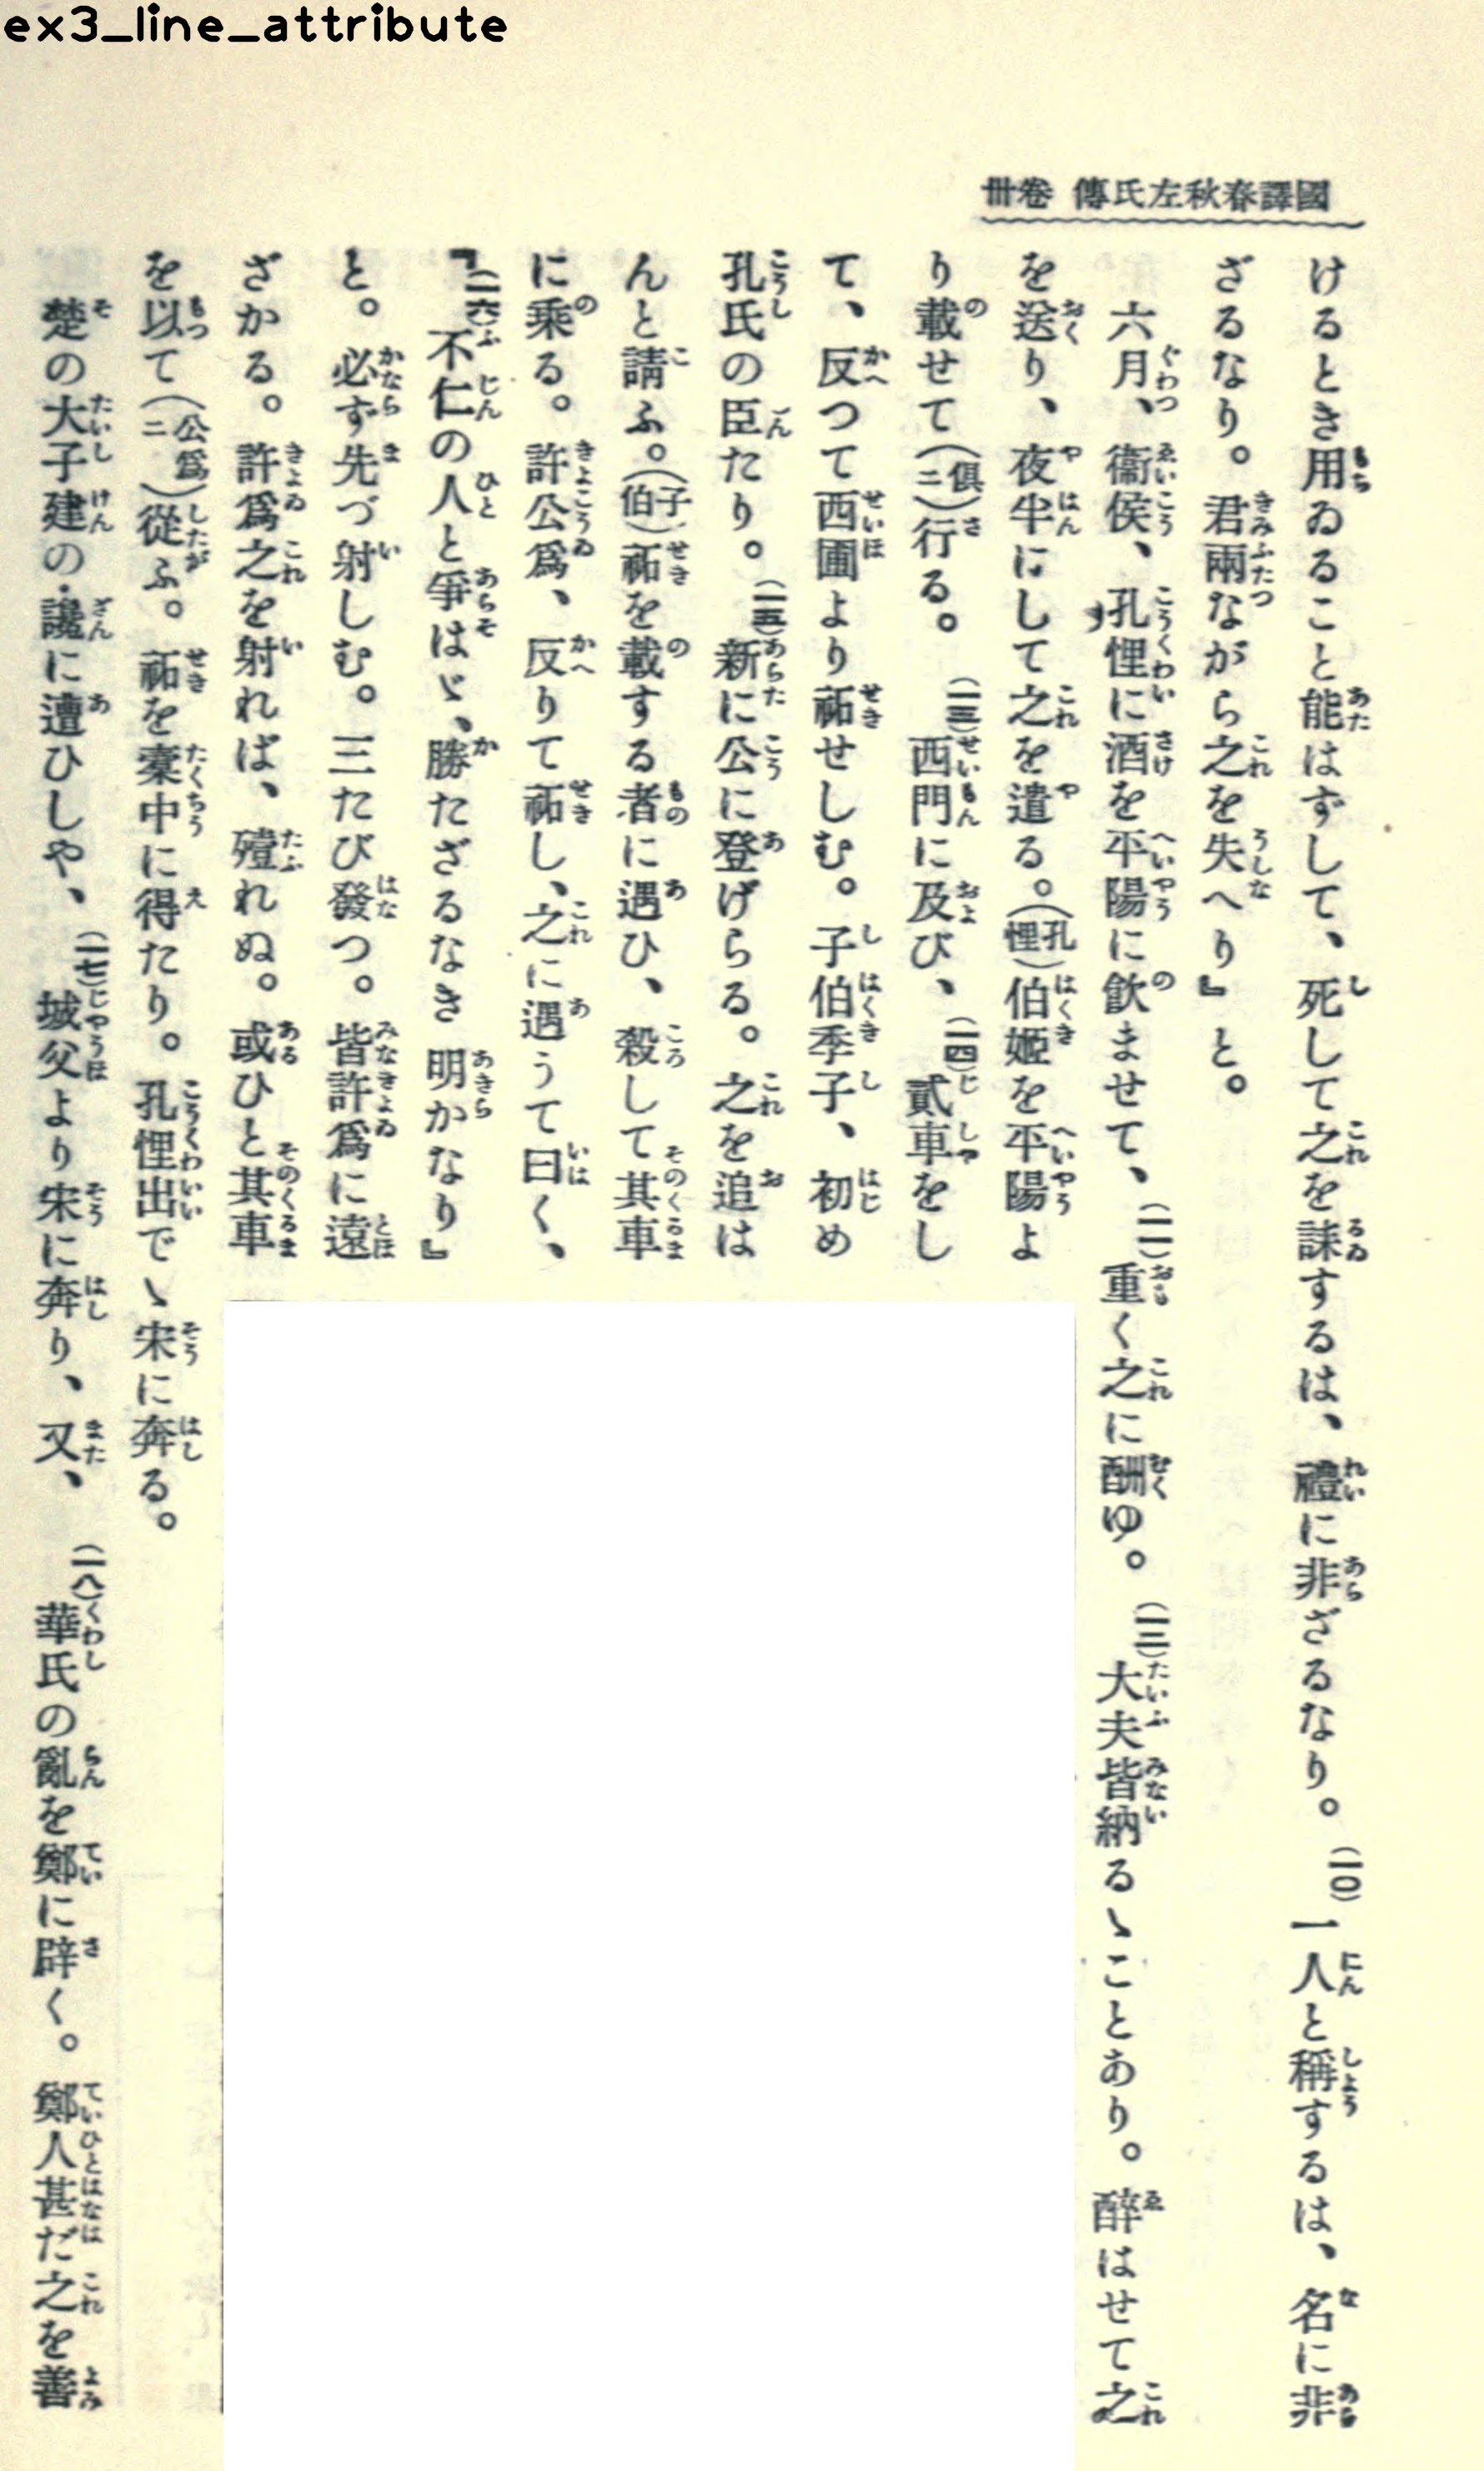 ex3_line_attribute
國譯春秋左氏傳 卷卅
けるとき用ゐること能はずして、死して之を誄するは、禮に非ざるなり。(一〇)一人と稱するは、名に非
ざるなり。君兩ながら之を失へり』と。
六月、衞侯、孔悝に酒を平陽に飮ませて、(一一)重く之に酬ゆ。(一二)大夫皆納るゝことあり。醉はせて之
を送り、夜半にして之を遣る。(孔悝)伯姬を平陽よ
り載せて(俱ニ)行る。(一三)西門に及び、(一四)貳車をし
て、反つて西圃より祏せしむ。子伯季子、初め
孔氏の臣たり。(一五)新に公に登げらる。之を追は
んと請ふ。(子伯)祏を載する者に遇ひ、殺して其車
に乘る。許公爲、反りて祏し、之に遇うて曰く、
『(一六)不仁の人と爭はゞ、勝たざるなき明かなり』
と。必ず先づ射しむ。三たび發つ。皆許爲に遠
ざかる。許爲之を射れば、殪れぬ。或ひと其車
を以て(公爲ニ)從ふ。祏を橐中に得たり。孔悝出でゝ宋に奔る。
楚の大子建の讒に遭ひしや、(一七)城父より宋に奔り、又、(一八)華氏の亂を鄭に辟く。鄭人甚だ之を善